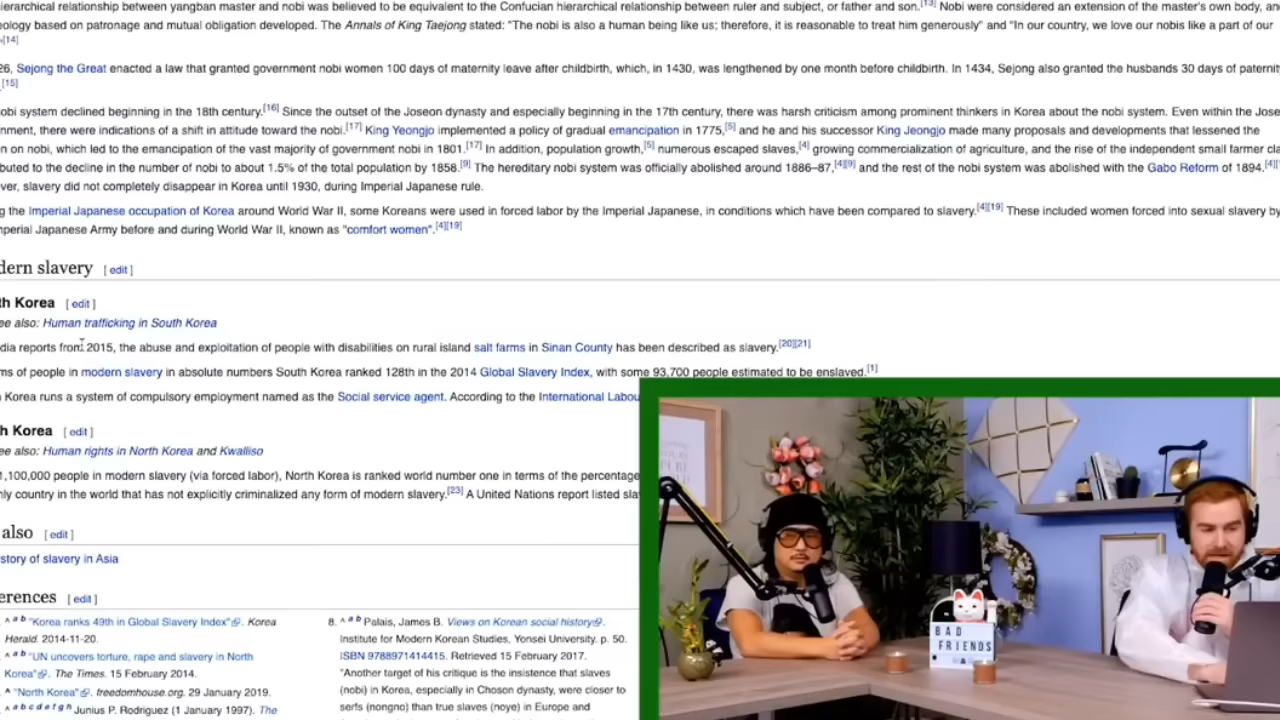 ierarchical relationship between yangban master and nobi was believed to be equivalent to the Confucian hierarchical relationship between ruler and subject, or father and son.[13] Nobi were considered an extension of the master's own body, an
ology based on patronage and mutual obligation developed. The Annals of King Taejong stated: "The nobi is also a human being like us; therefore, it is reasonable to treat him generously" and "In our country, we love our nobis like a part of our
[14]
26, Sejong the Great enacted a law that granted government nobi women 100 days of maternity leave after childbirth, which, in 1430, was lengthened by one month before childbirth. In 1434, Sejong also granted the husbands 30 days of paternit
.[15]
obi system declined beginning in the 18th century.[16] Since the outset of the Joseon dynasty and especially beginning in the 17th century, there was harsh criticism among prominent thinkers in Korea about the nobi system. Even within the Jose
nment, there were indications of a shift in attitude toward the nobi.[17] King Yeongjo implemented a policy of gradual emancipation in 1775,[5] and he and his successor King Jeongjo made many proposals and developments that lessened the
n on nobi, which led to the emancipation of the vast majority of government nobi in 1801.[17] In addition, population growth,[5] numerous escaped slaves,[4] growing commercialization of agriculture, and the rise of the independent small farmer cla
buted to the decline in the number of nobi to about 1.5% of the total population by 1858.[9] The hereditary nobi system was officially abolished around 1886–87,[4][9] and the rest of the nobi system was abolished with the Gabo Reform of 1894.[4]
ver, slavery did not completely disappear in Korea until 1930, during Imperial Japanese rule.
g the Imperial Japanese occupation of Korea around World War II, some Koreans were used in forced labor by the Imperial Japanese, in conditions which have been compared to slavery.[4][19] These included women forced into sexual slavery by
mperial Japanese Army before and during World War II, known as "comfort women".[4][19]
dern slavery [ edit ]
th Korea [ edit ]
ee also: Human trafficking in South Korea
dia reports from 2015, the abuse and exploitation of people with disabilities on rural island salt farms in Sinan County has been described as slavery.[20][21]
ms of people in modern slavery in absolute numbers South Korea ranked 128th in the 2014 Global Slavery Index, with some 93,700 people estimated to be enslaved.[1]
Korea runs a system of compulsory employment named as the Social service agent. According to the International Labou
h Korea [ edit ]
ee also: Human rights in North Korea and Kwalliso
1,100,000 people in modern slavery (via forced labor), North Korea is ranked world number one in terms of the percentage
nly country in the world that has not explicitly criminalized any form of modern slavery.[23] A United Nations report listed sla
also [ edit ]
story of slavery in Asia
erences [ edit ]
^ a b "Korea ranks 49th in Global Slavery Index". Korea
Herald. 2014-11-20.
^ a b "UN uncovers torture, rape and slavery in North
Korea". The Times. 15 February 2014.
^ "North Korea". freedomhouse.org. 29 January 2019.
^ a b c d e f g h Junius P. Rodriguez (1 January 1997). The
8. ^ a b Palais, James B. Views on Korean social history.
Institute for Modern Korean Studies, Yonsei University. p. 50.
ISBN 9788971414415. Retrieved 15 February 2017.
"Another target of his critique is the insistence that slaves
(nobi) in Korea, especially in Choson dynasty, were closer to
serfs (nongno) than true slaves (noye) in Europe and
BAD
FRIENDS